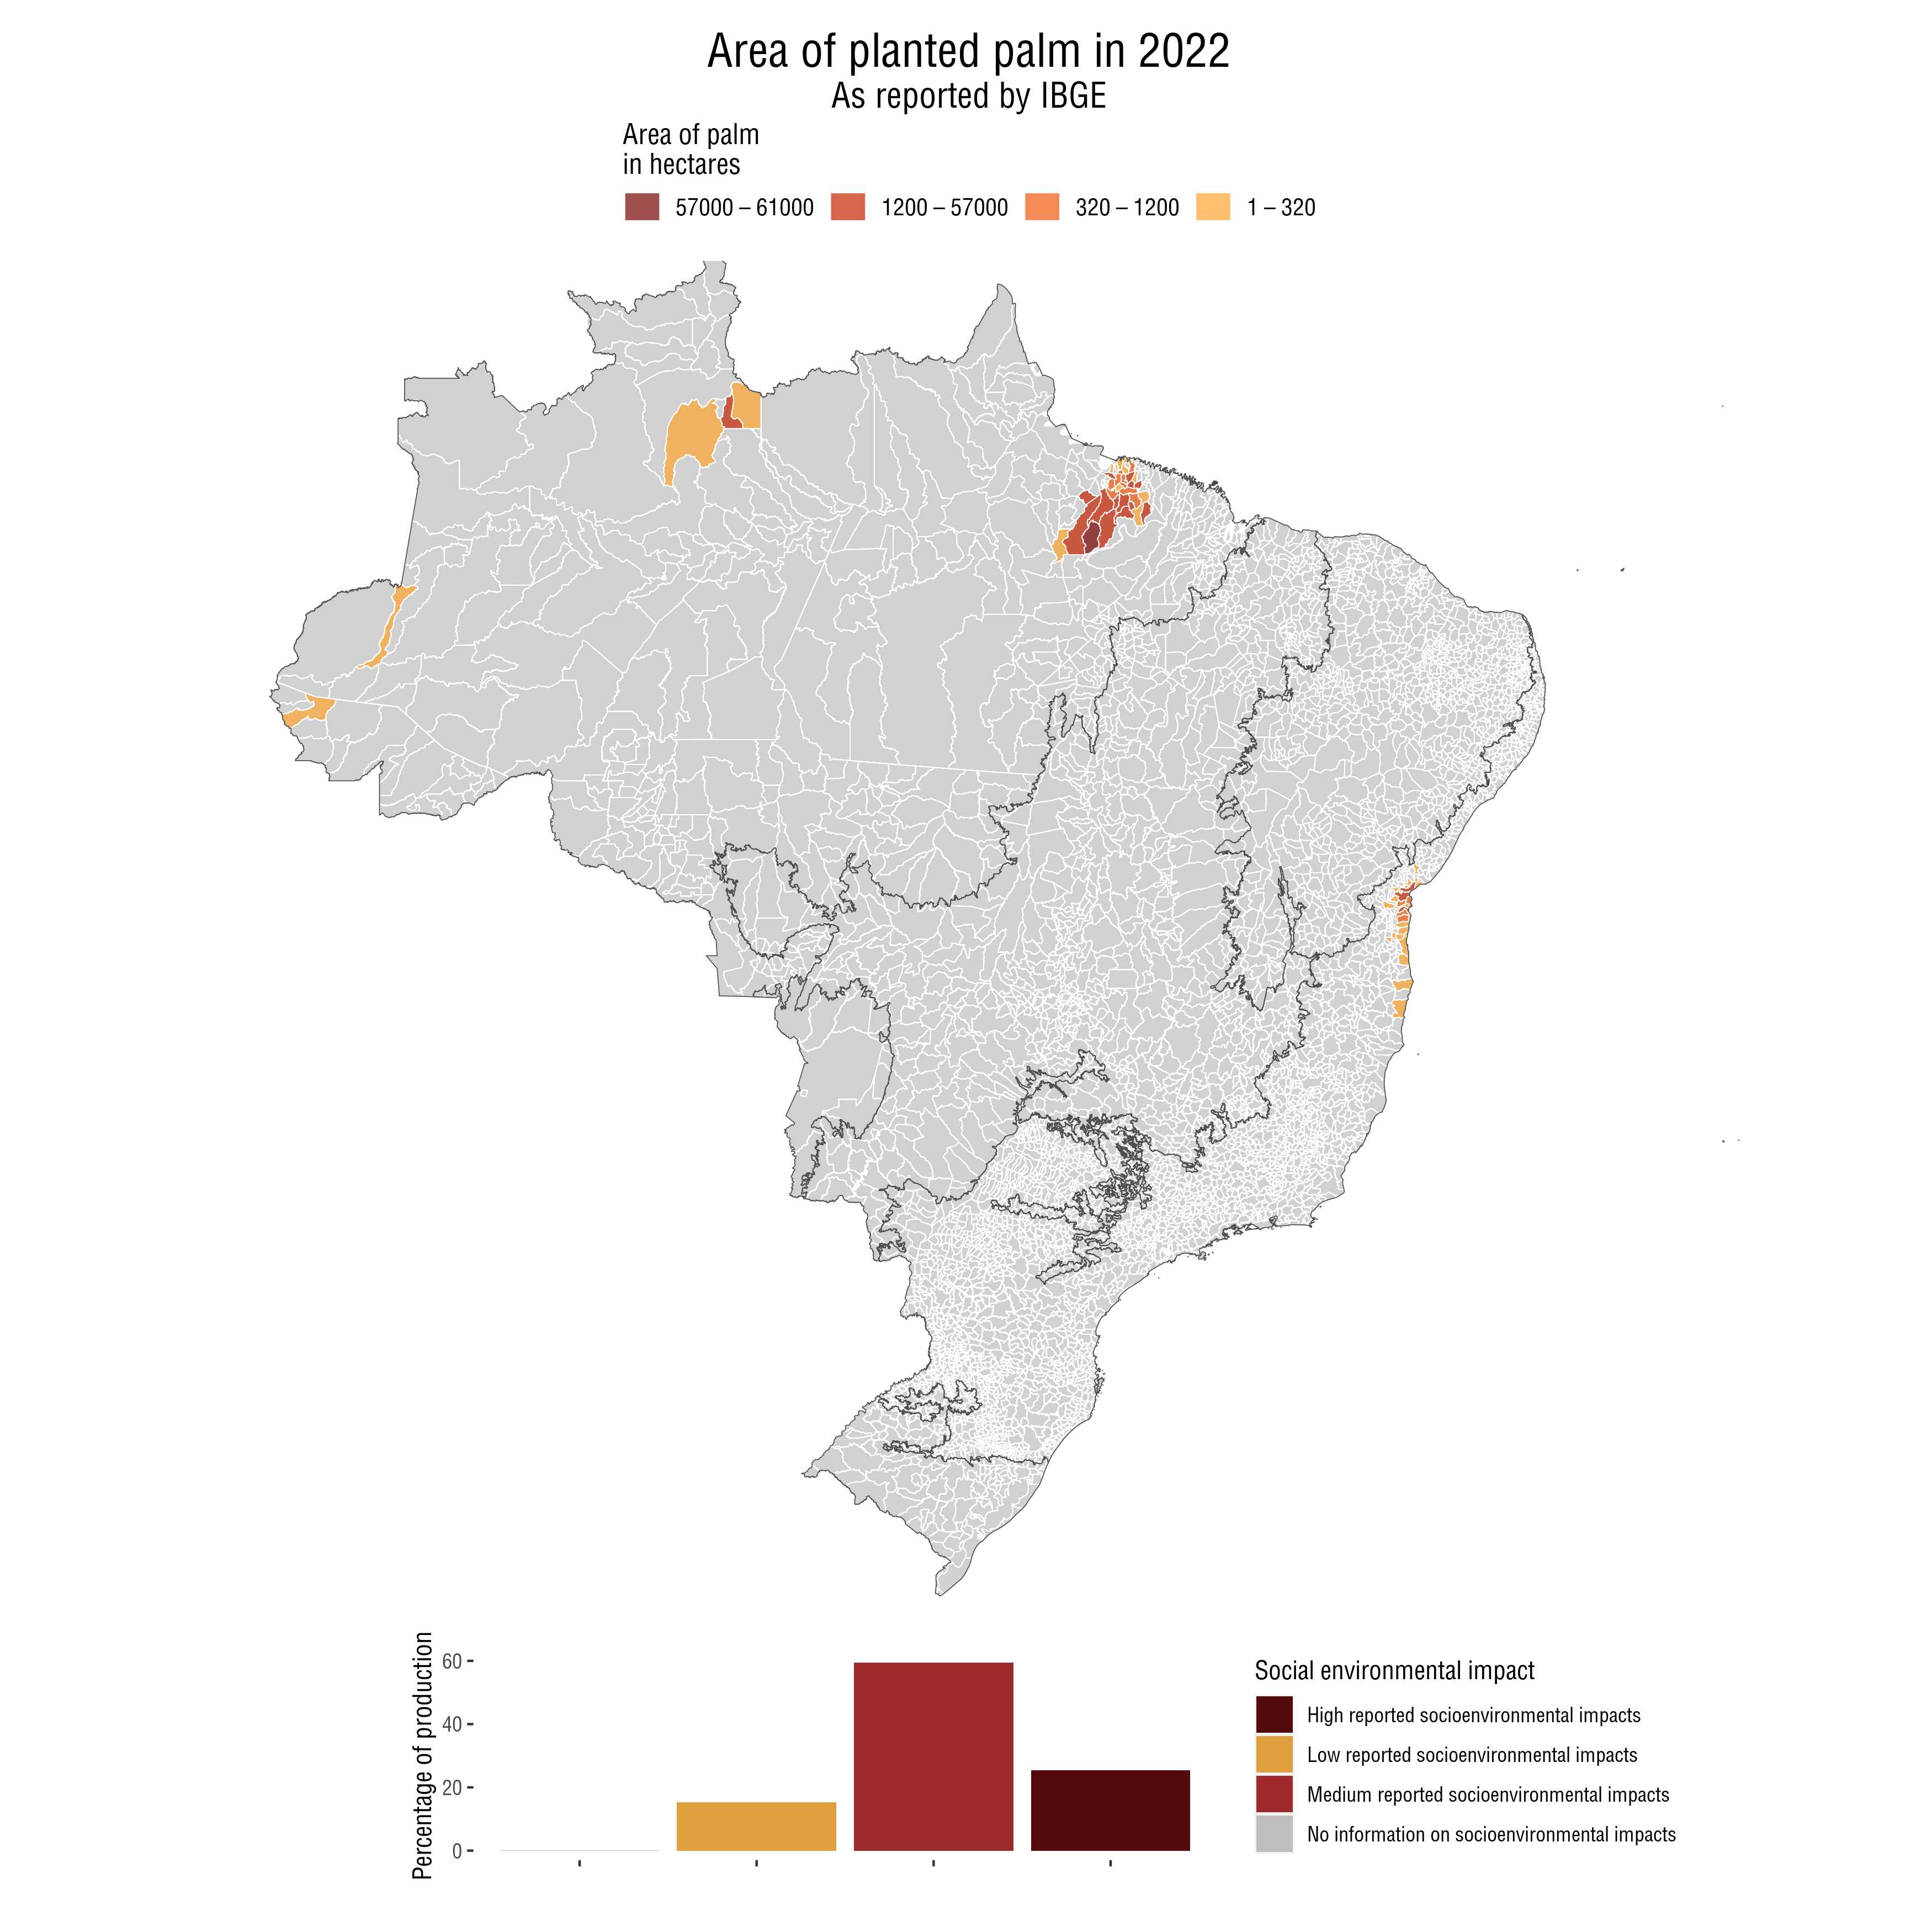 Area of planted palm in 2022
As reported by IBGE
Area of palm
in hectares
57000 – 61000
1200 – 57000
320 – 1200
1 – 320
Percentage of production
60
40
20
0
Social environmental impact
High reported socioenvironmental impacts
Low reported socioenvironmental impacts
Medium reported socioenvironmental impacts
No information on socioenvironmental impacts